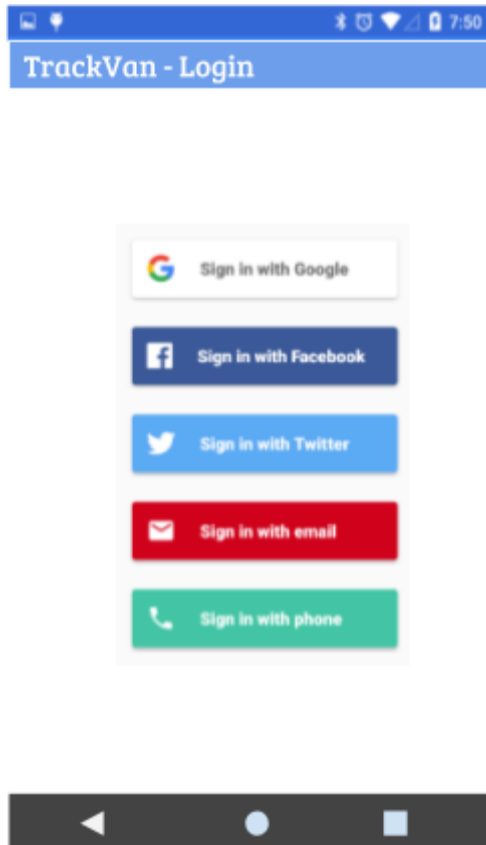 7:50
TrackVan - Login
Sign in with Google
Sign in with Facebook
Sign in with Twitter
Sign in with email
Sign in with phone